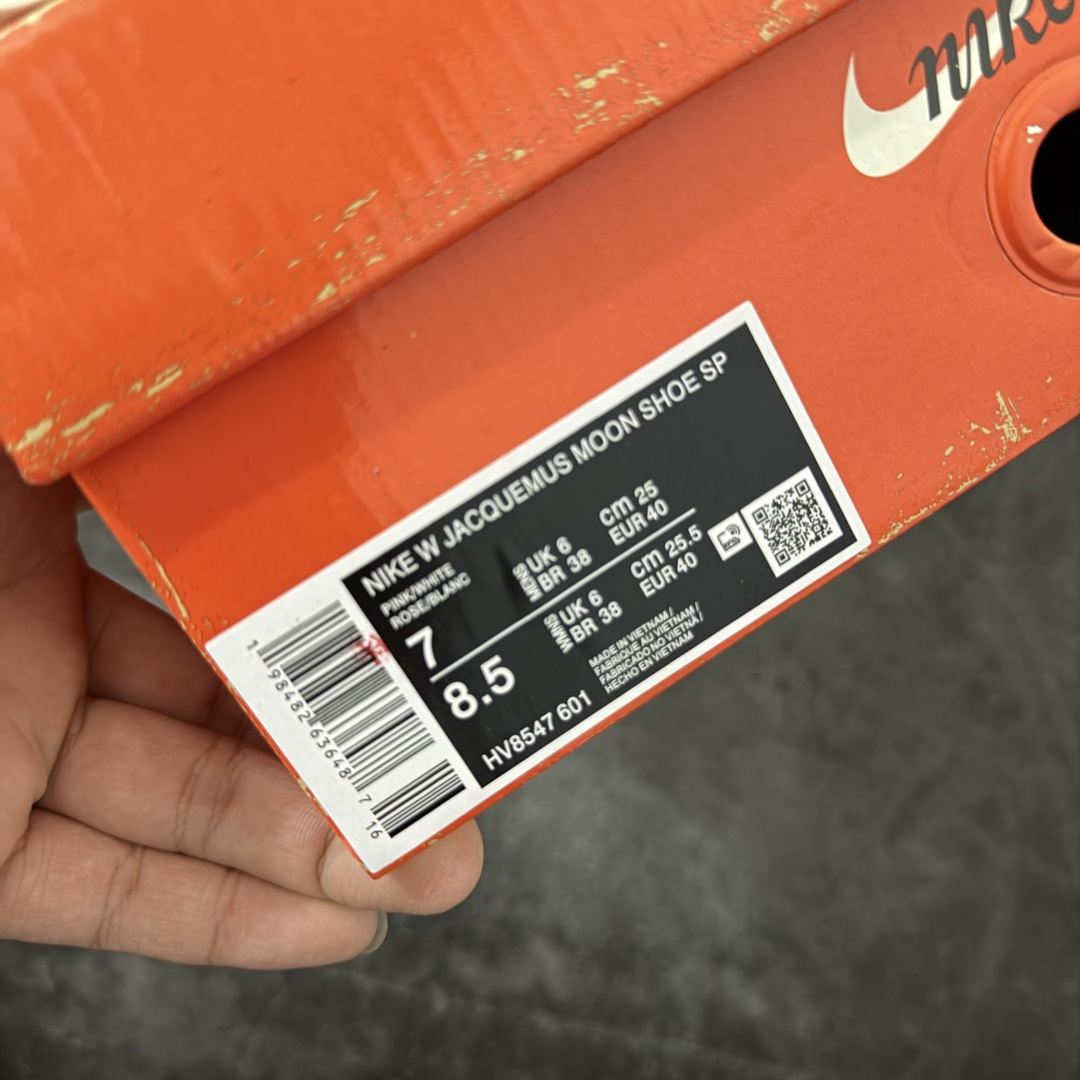 nike
NIKE W JACQUEMUS MOON SHOE SP
PINK/WHITE
ROSE/BLANC
7
MENS
UK 6
BR 38
cm 25
EUR 40
8.5
WMNS
UK 6
BR 38
cm 25.5
EUR 40
HV8547 601
MADE IN VIETNAM /
FABRIQUE AU VIETNAM /
FABRICADO NO VIETNÃ /
HECHO EN VIETNAM
1 98482 63648 7
16